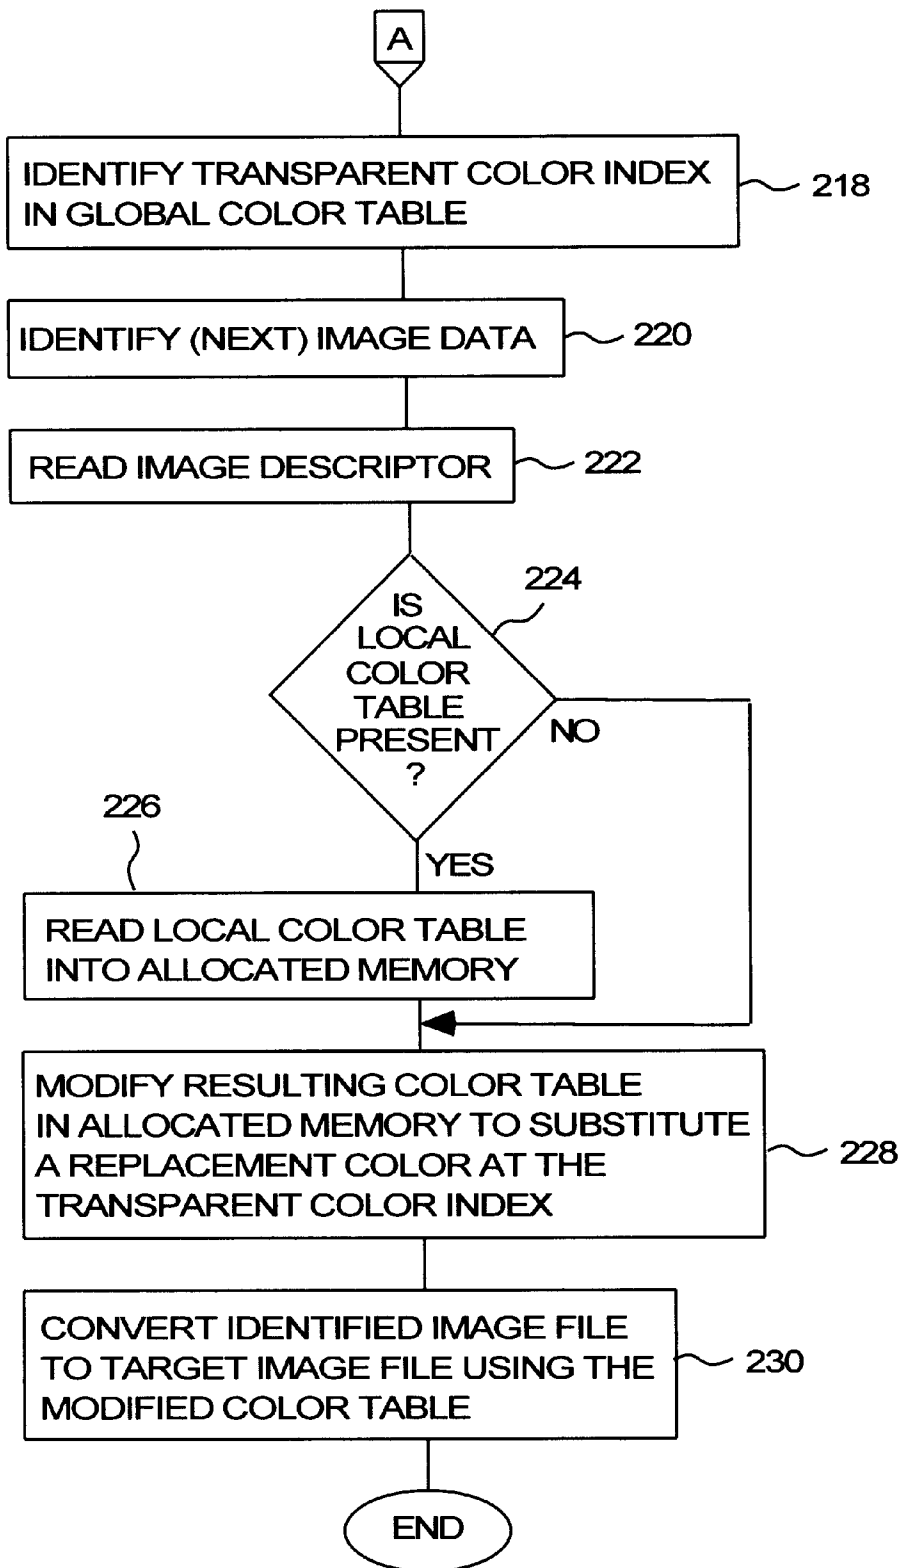 A
IDENTIFY TRANSPARENT COLOR INDEX
IN GLOBAL COLOR TABLE
218
IDENTIFY (NEXT) IMAGE DATA
220
READ IMAGE DESCRIPTOR
222
224
IS
LOCAL
COLOR
TABLE
PRESENT
?
NO
226
YES
READ LOCAL COLOR TABLE
INTO ALLOCATED MEMORY
MODIFY RESULTING COLOR TABLE
IN ALLOCATED MEMORY TO SUBSTITUTE
A REPLACEMENT COLOR AT THE
TRANSPARENT COLOR INDEX
228
CONVERT IDENTIFIED IMAGE FILE
TO TARGET IMAGE FILE USING THE
MODIFIED COLOR TABLE
230
END